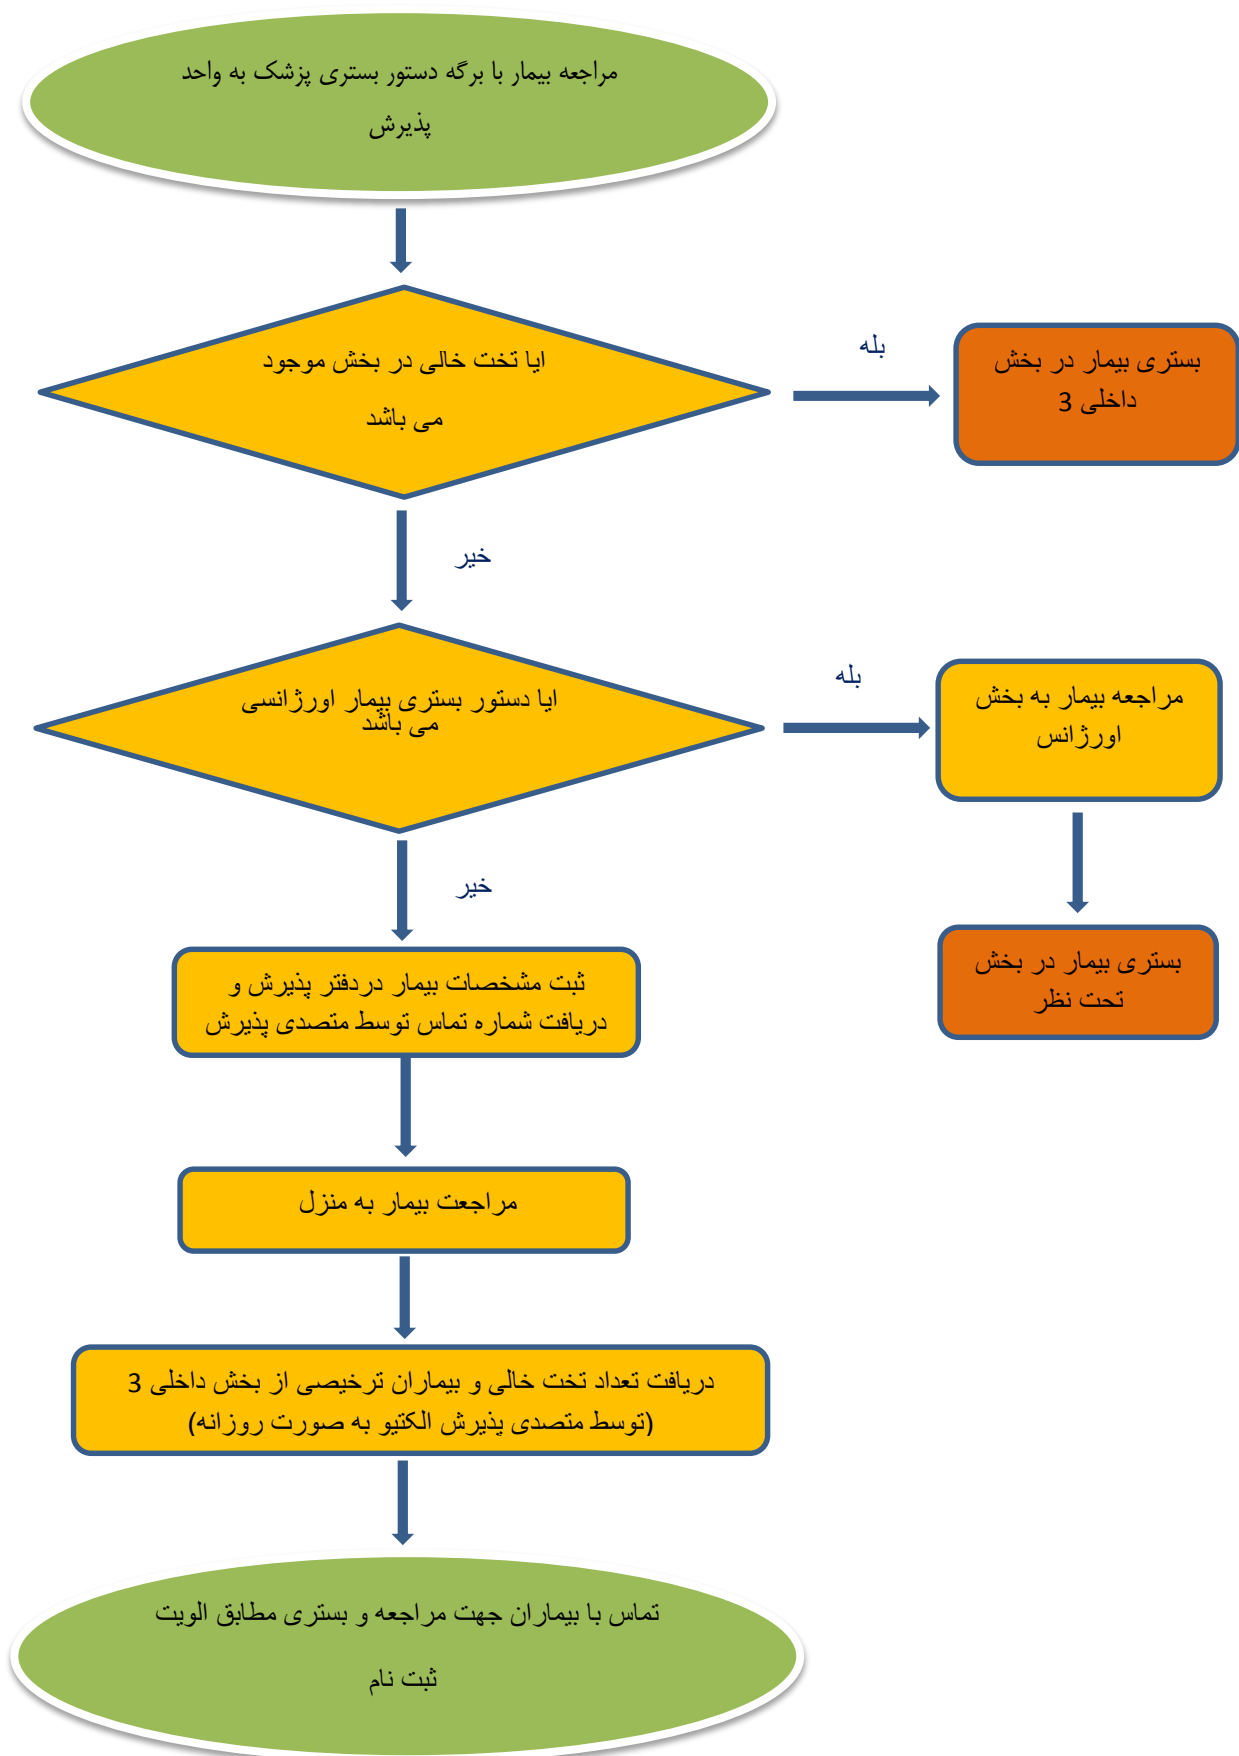 مراجعه بیمار با برگه دستور بستری پزشک به واحد
پذیرش
ایا تخت خالی در بخش موجود
می باشد
بله
بستری بیمار در بخش
داخلی 3
خیر
ایا دستور بستری بیمار اورژانسی
می باشد
بله
مراجعه بیمار به بخش
اورژانس
خیر
بستری بیمار در بخش
تحت نظر
ثبت مشخصات بیمار دردفتر پذیرش و
دریافت شماره تماس توسط متصدی پذیرش
مراجعت بیمار به منزل
دریافت تعداد تخت خالی و بیماران ترخیصی از بخش داخلی 3
(توسط متصدی پذیرش الکتیو به صورت روزانه)
تماس با بیماران جهت مراجعه و بستری مطابق الویت
ثبت نام